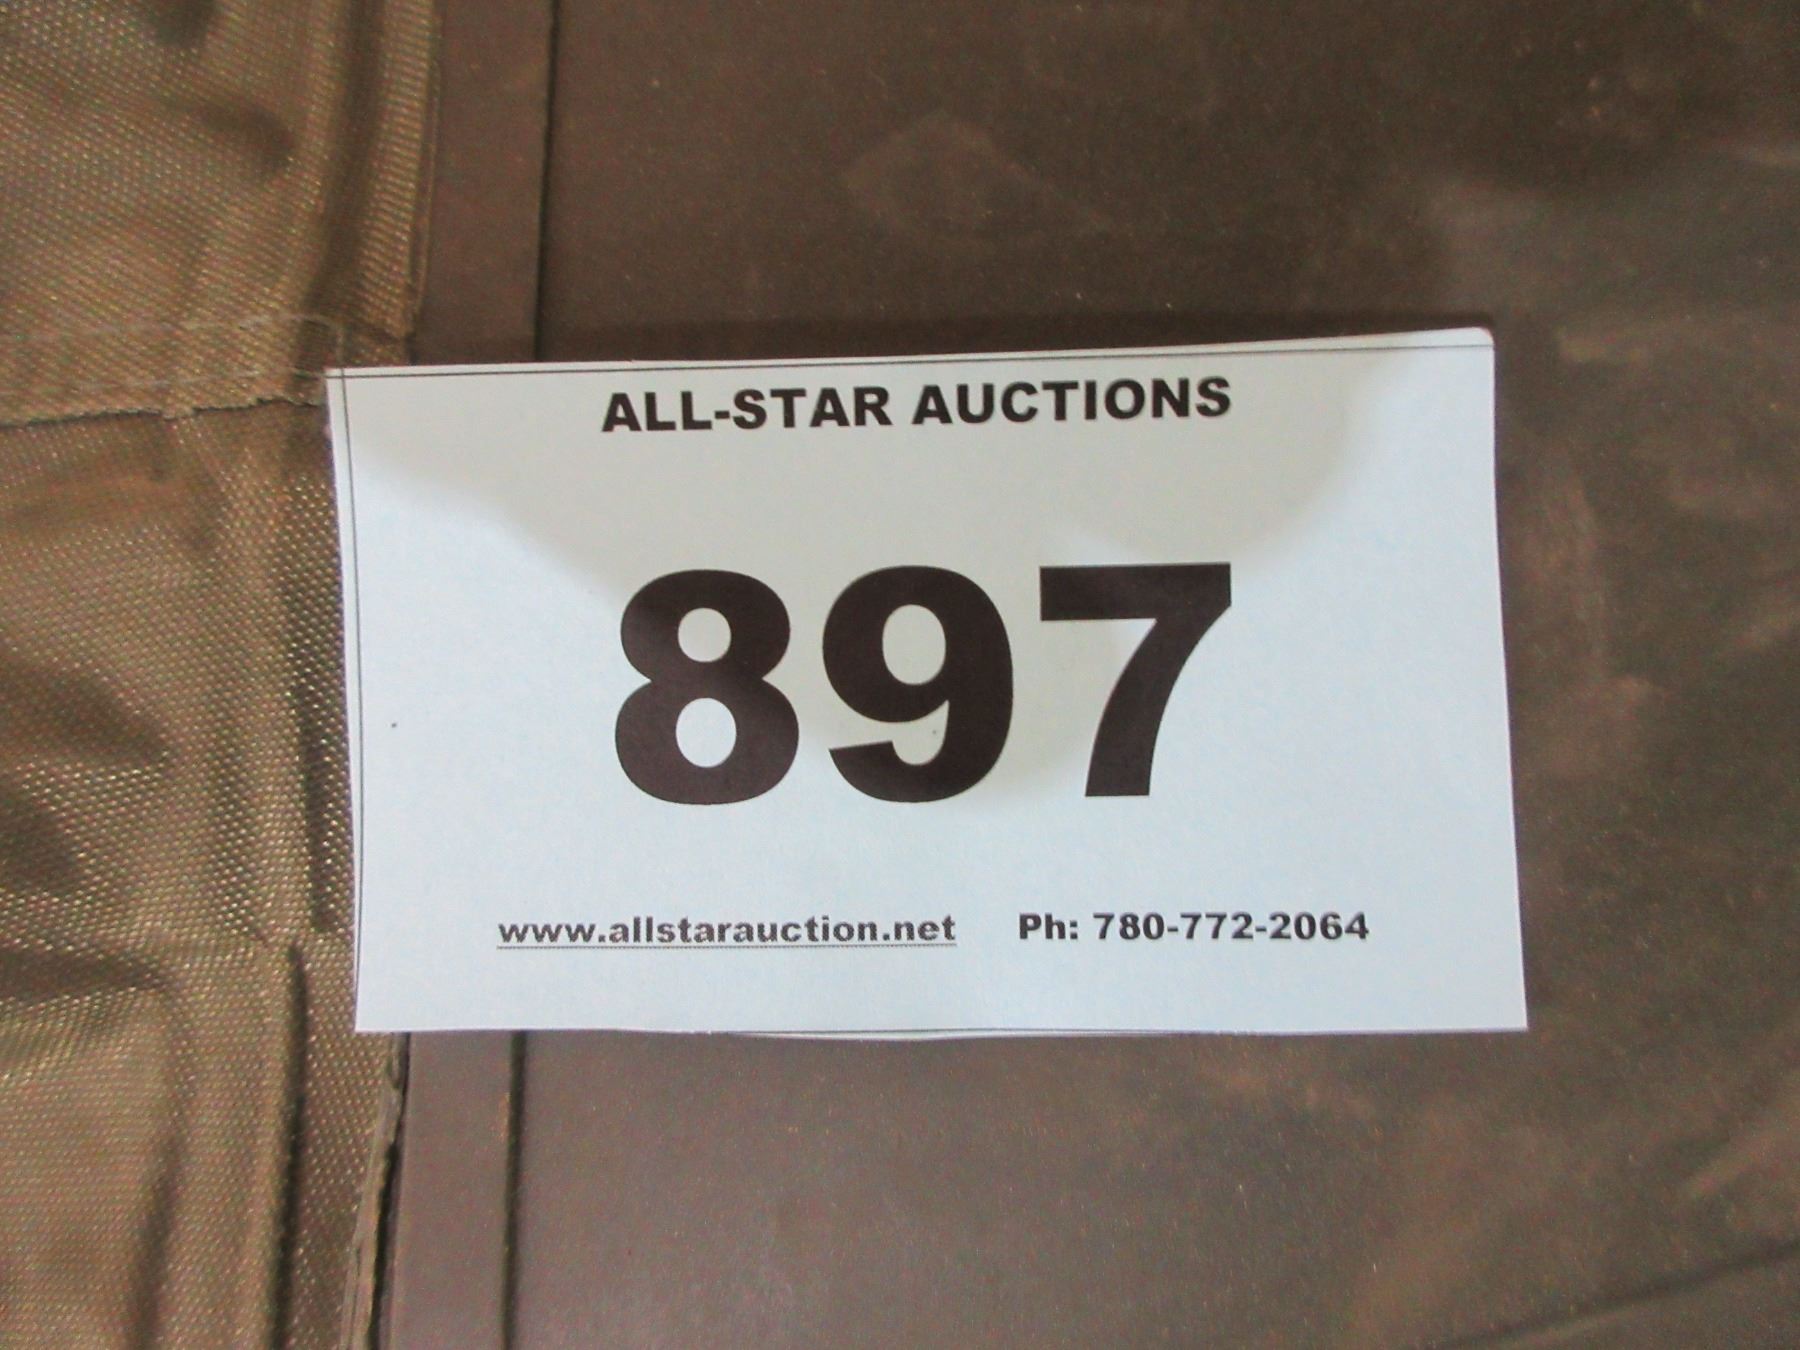 ALL-STAR AUCTIONS
897
www.allstarauction.net Ph: 780-772-2064